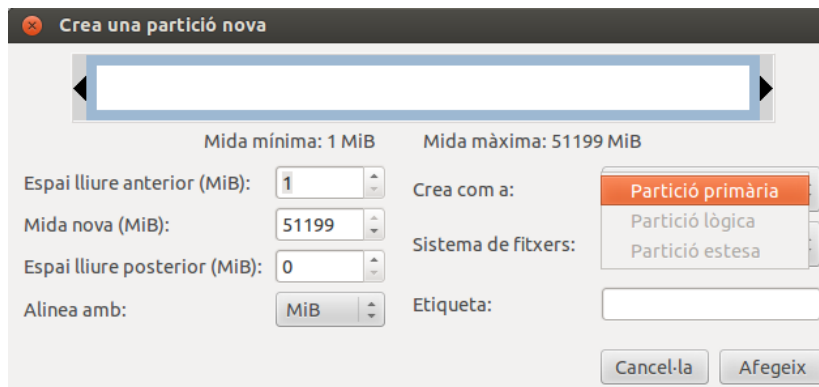 Crea una partició nova
Mida mínima: 1 MiB Mida màxima: 51199 MiB
Espai lliure anterior (MiB): 1
Mida nova (MiB): 51199
Espai lliure posterior (MiB): 0
Alinea amb: MiB
Crea com a: Partició primària
Partició lògica
Partició estesa
Sistema de fitxers:
Etiqueta:
Cancel·la Afegeix